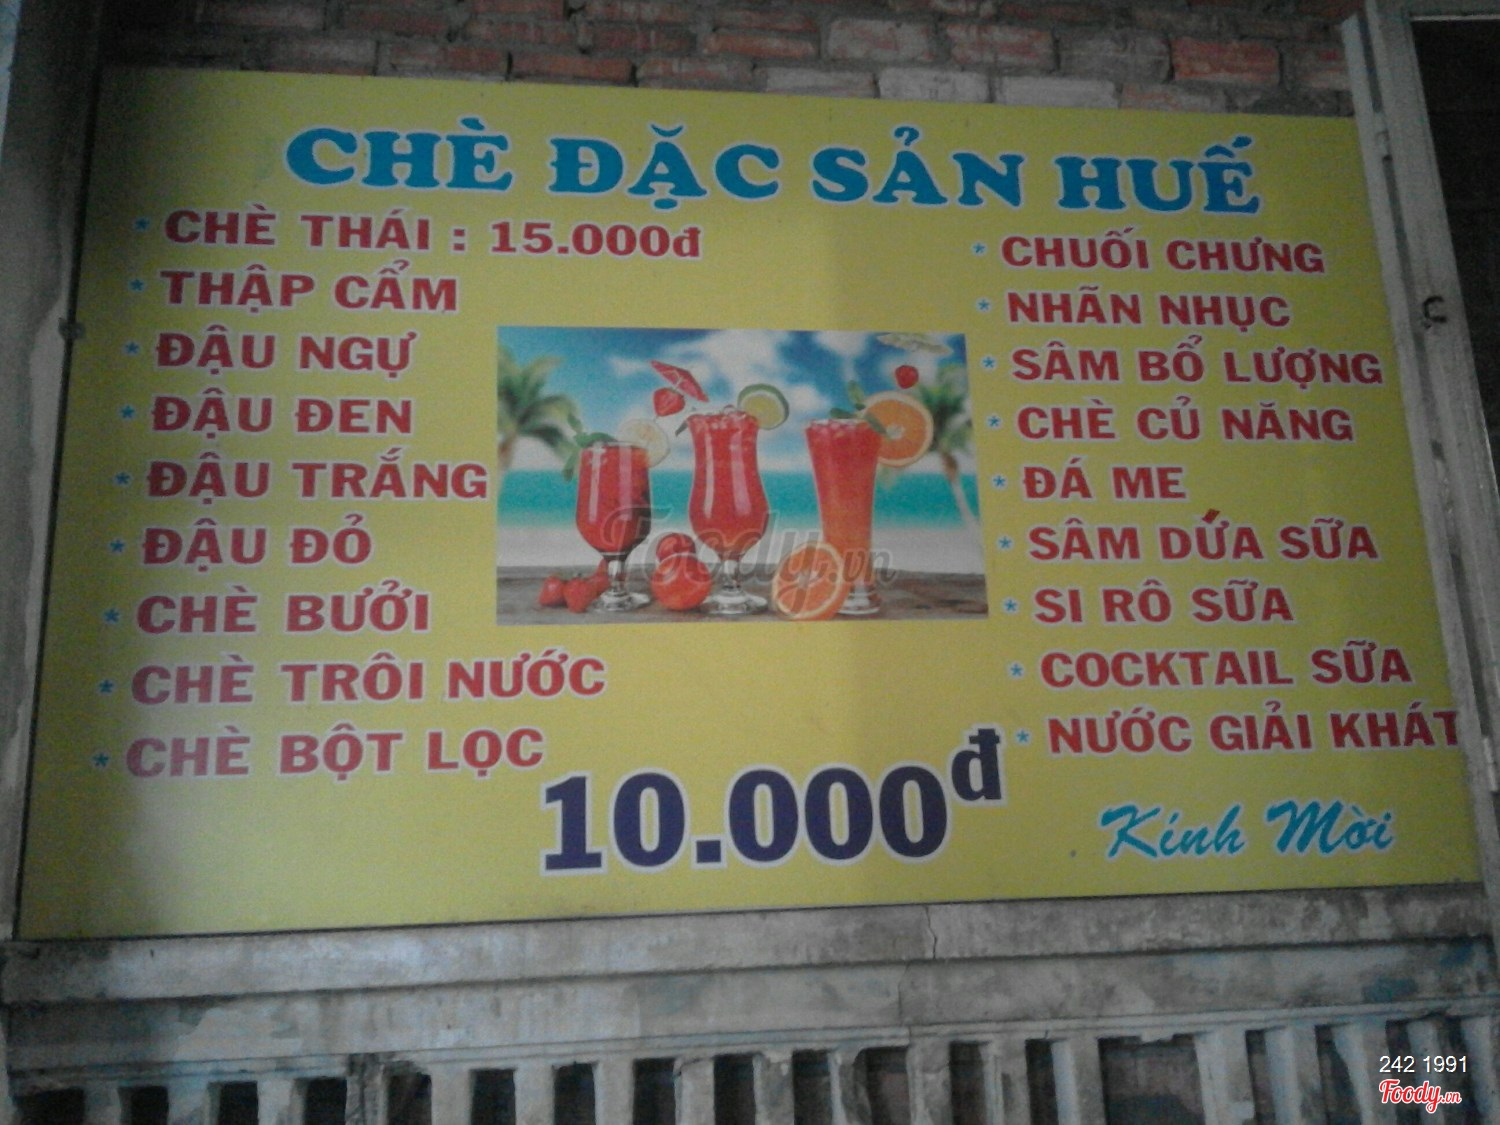 CHÈ ĐẶC SẢN HUẾ
* CHÈ THÁI : 15.000đ
* THẬP CẨM
* ĐẬU NGỰ
* ĐẬU ĐEN
* ĐẬU TRẮNG
* ĐẬU ĐỎ
* CHÈ BƯỞI
* CHÈ TRÔI NƯỚC
* CHÈ BỘT LỌC
* CHUỐI CHƯNG
* NHÃN NHỤC
* SÂM BỔ LƯỢNG
* CHÈ CỦ NĂNG
* ĐÁ ME
* SÂM DỨA SỮA
* SI RÔ SỮA
* COCKTAIL SỮA
* NƯỚC GIẢI KHÁT
10.000đ
Kính Mời
Foody.vn
242 1991
Foody.vn